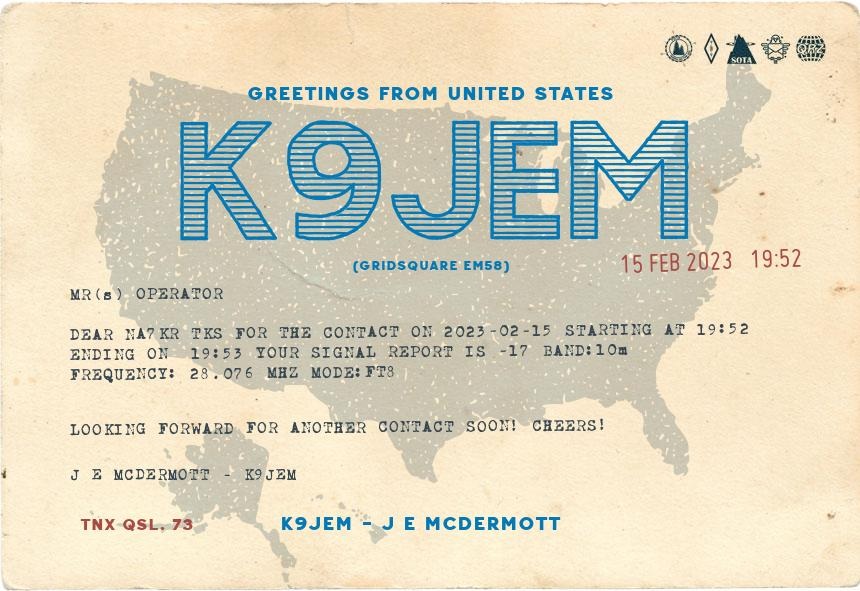 SOTA
QRZ
GREETINGS FROM UNITED STATES
K9JEM
(GRIDSQUARE EM58)
15 FEB 2023 19:52
MR(s) OPERATOR
DEAR NA7KR TKS FOR THE CONTACT ON 2023-02-15 STARTING AT 19:52
ENDING ON 19:53 YOUR SIGNAL REPORT IS -17 BAND:10m
FREQUENCY: 28.076 MHZ MODE:FT8
LOOKING FORWARD FOR ANOTHER CONTACT SOON! CHEERS!
J E MCDERMOTT - K9JEM
TNX QSL, 73
K9JEM - J E MCDERMOTT